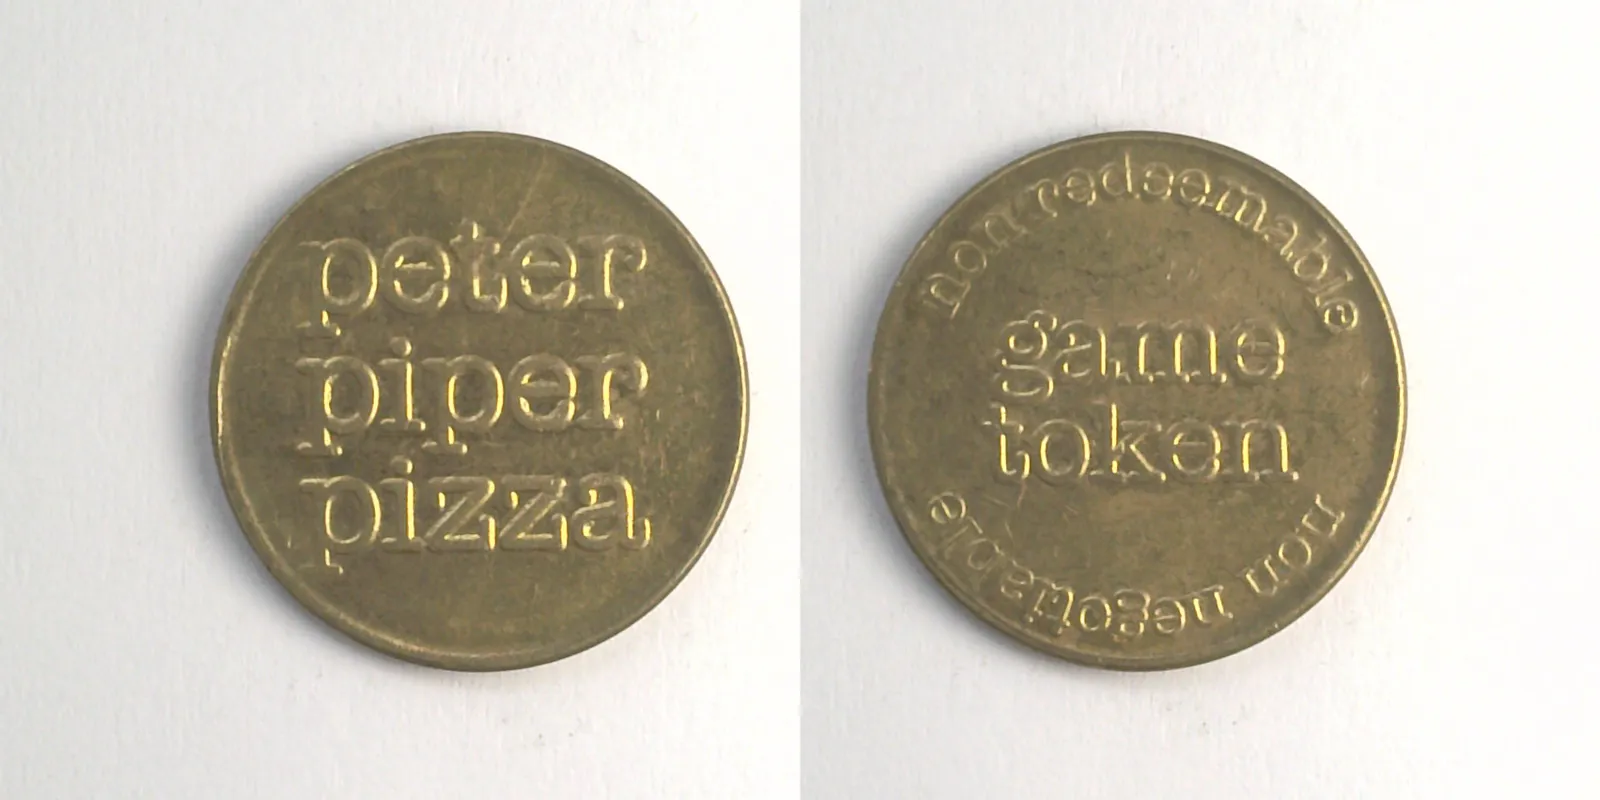 peter
piper
pizza
non redeemable
game
token
non negotiable